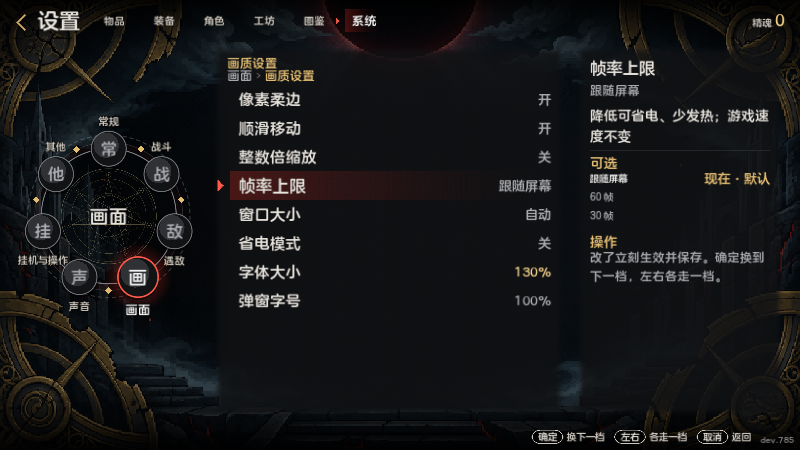 设置 物品 装备 角色 工坊 图鉴 系统 精魂 0
画质设置
画面 › 画质设置
像素柔边 开
顺滑移动 开
整数倍缩放 关
帧率上限 跟随屏幕
窗口大小 自动
省电模式 关
字体大小 130%
弹窗字号 100%
常规
常
战斗
战
遇敌
敌
画面
画
声音
声
挂机与操作
挂
其他
他
画面
帧率上限
跟随屏幕
降低可省电、少发热；游戏速
度不变
可选
跟随屏幕 现在 · 默认
60 帧
30 帧
操作
改了立刻生效并保存。确定换到
下一档，左右各走一档。
确定 换下一档 左右 各走一档 取消 返回 dev.785